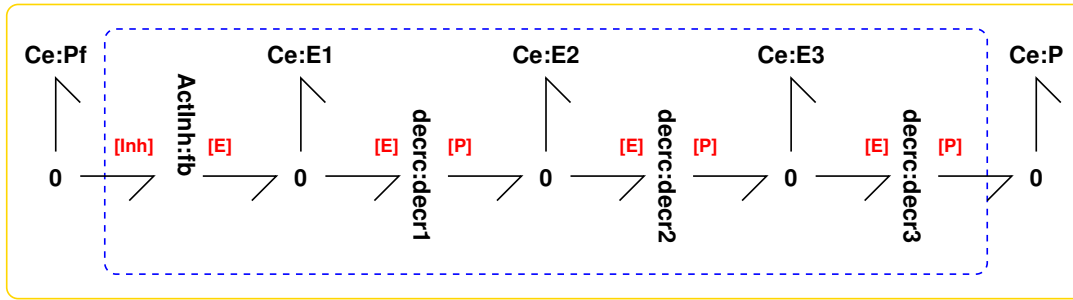 Ce:Pf
Ce:E1
Ce:E2
Ce:E3
Ce:P
ActInh:fb
decrc:decr1
decrc:decr2
decrc:decr3
[Inh]
[E]
[E]
[P]
[E]
[P]
[E]
[P]
0
0
0
0
0